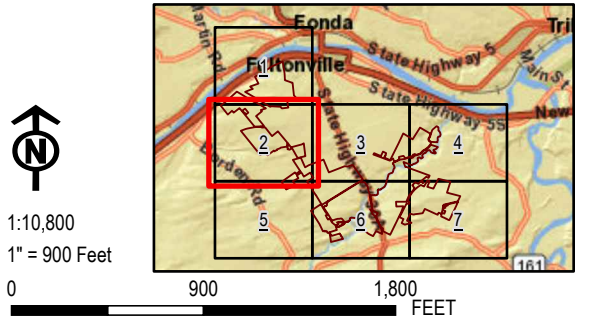 Martin Rd
Fonda
Tri
State Highway 5
Fultonville
Main St
1
State Highway 5S
New
N
2
3
4
State Highway 30A
Borden Rd
1:10,800
5
6
7
1" = 900 Feet
161
0
900
1,800
FEET